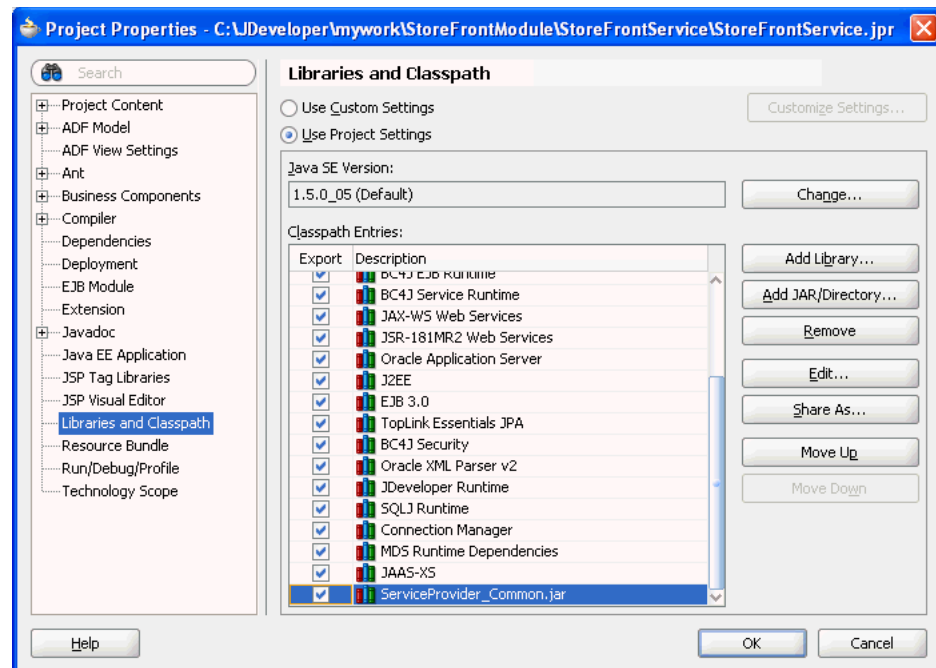 Project Properties - C:\JDeveloper\mywork\StoreFrontModule\StoreFrontService\StoreFrontService.jpr
Search
Project Content
ADF Model
ADF View Settings
Ant
Business Components
Compiler
Dependencies
Deployment
EJB Module
Extension
Javadoc
Java EE Application
JSP Tag Libraries
JSP Visual Editor
Libraries and Classpath
Resource Bundle
Run/Debug/Profile
Technology Scope
Libraries and Classpath
Use Custom Settings
Customize Settings...
Use Project Settings
Java SE Version:
1.5.0_05 (Default)
Change...
Classpath Entries:
Export Description
BC4J EJB Runtime
BC4J Service Runtime
JAX-WS Web Services
JSR-181MR2 Web Services
Oracle Application Server
J2EE
EJB 3.0
TopLink Essentials JPA
BC4J Security
Oracle XML Parser v2
JDeveloper Runtime
SQLJ Runtime
Connection Manager
MDS Runtime Dependencies
JAAS-XS
ServiceProvider_Common.jar
Add Library...
Add JAR/Directory...
Remove
Edit...
Share As...
Move Up
Move Down
Help
OK
Cancel